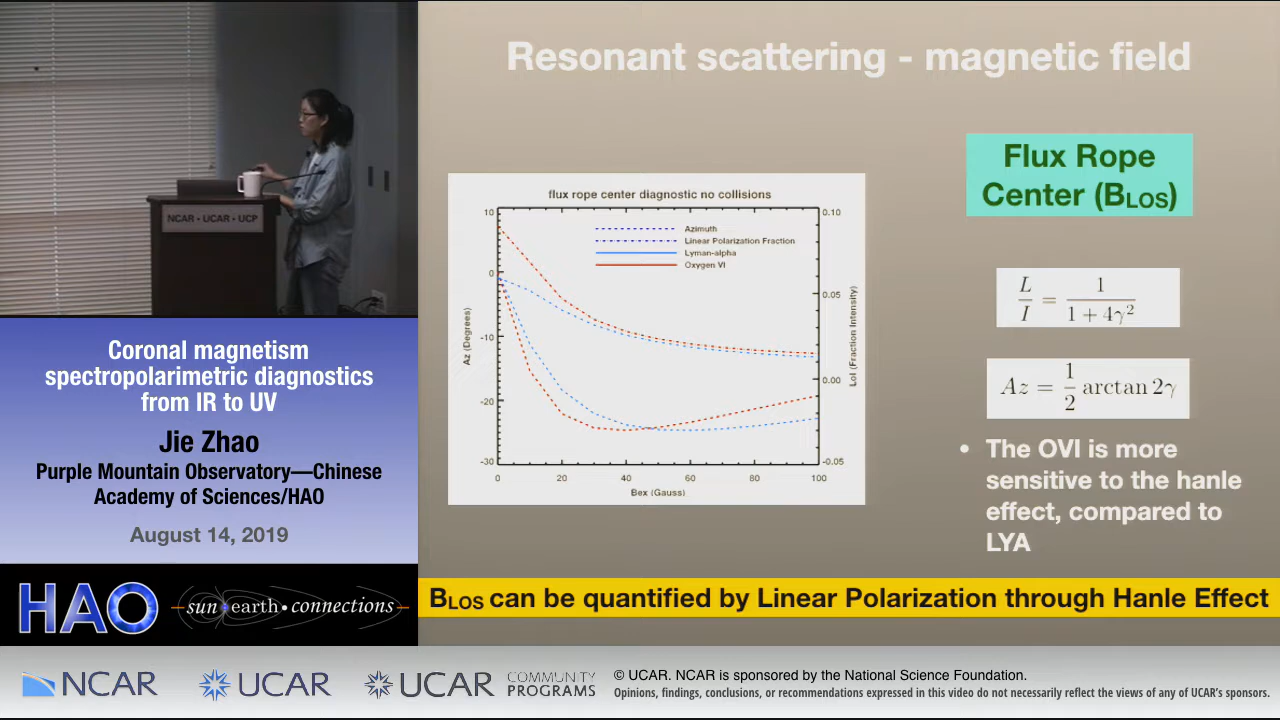 Resonant scattering - magnetic field
Flux Rope
Center (BLOS)
flux rope center diagnostic no collisions
10
0
-10
-20
-30
Az (Degrees)
0.10
0.05
0.00
-0.05
LoI (Fraction Intensity)
Azimuth
Linear Polarization Fraction
Lyman-alpha
Oxygen VI
0 20 40 60 80 100
Bex (Gauss)
L/I = 1/(1 + 4γ²)
Az = 1/2 arctan 2γ
• The OVI is more
sensitive to the hanle
effect, compared to
LYA
BLOS can be quantified by Linear Polarization through Hanle Effect
NCAR • UCAR • UCP
Coronal magnetism
spectropolarimetric diagnostics
from IR to UV
Jie Zhao
Purple Mountain Observatory—Chinese
Academy of Sciences/HAO
August 14, 2019
HAO
sun•earth•connections
NCAR
UCAR
UCAR
COMMUNITY
PROGRAMS
© UCAR. NCAR is sponsored by the National Science Foundation.
Opinions, findings, conclusions, or recommendations expressed in this video do not necessarily reflect the views of any of UCAR's sponsors.